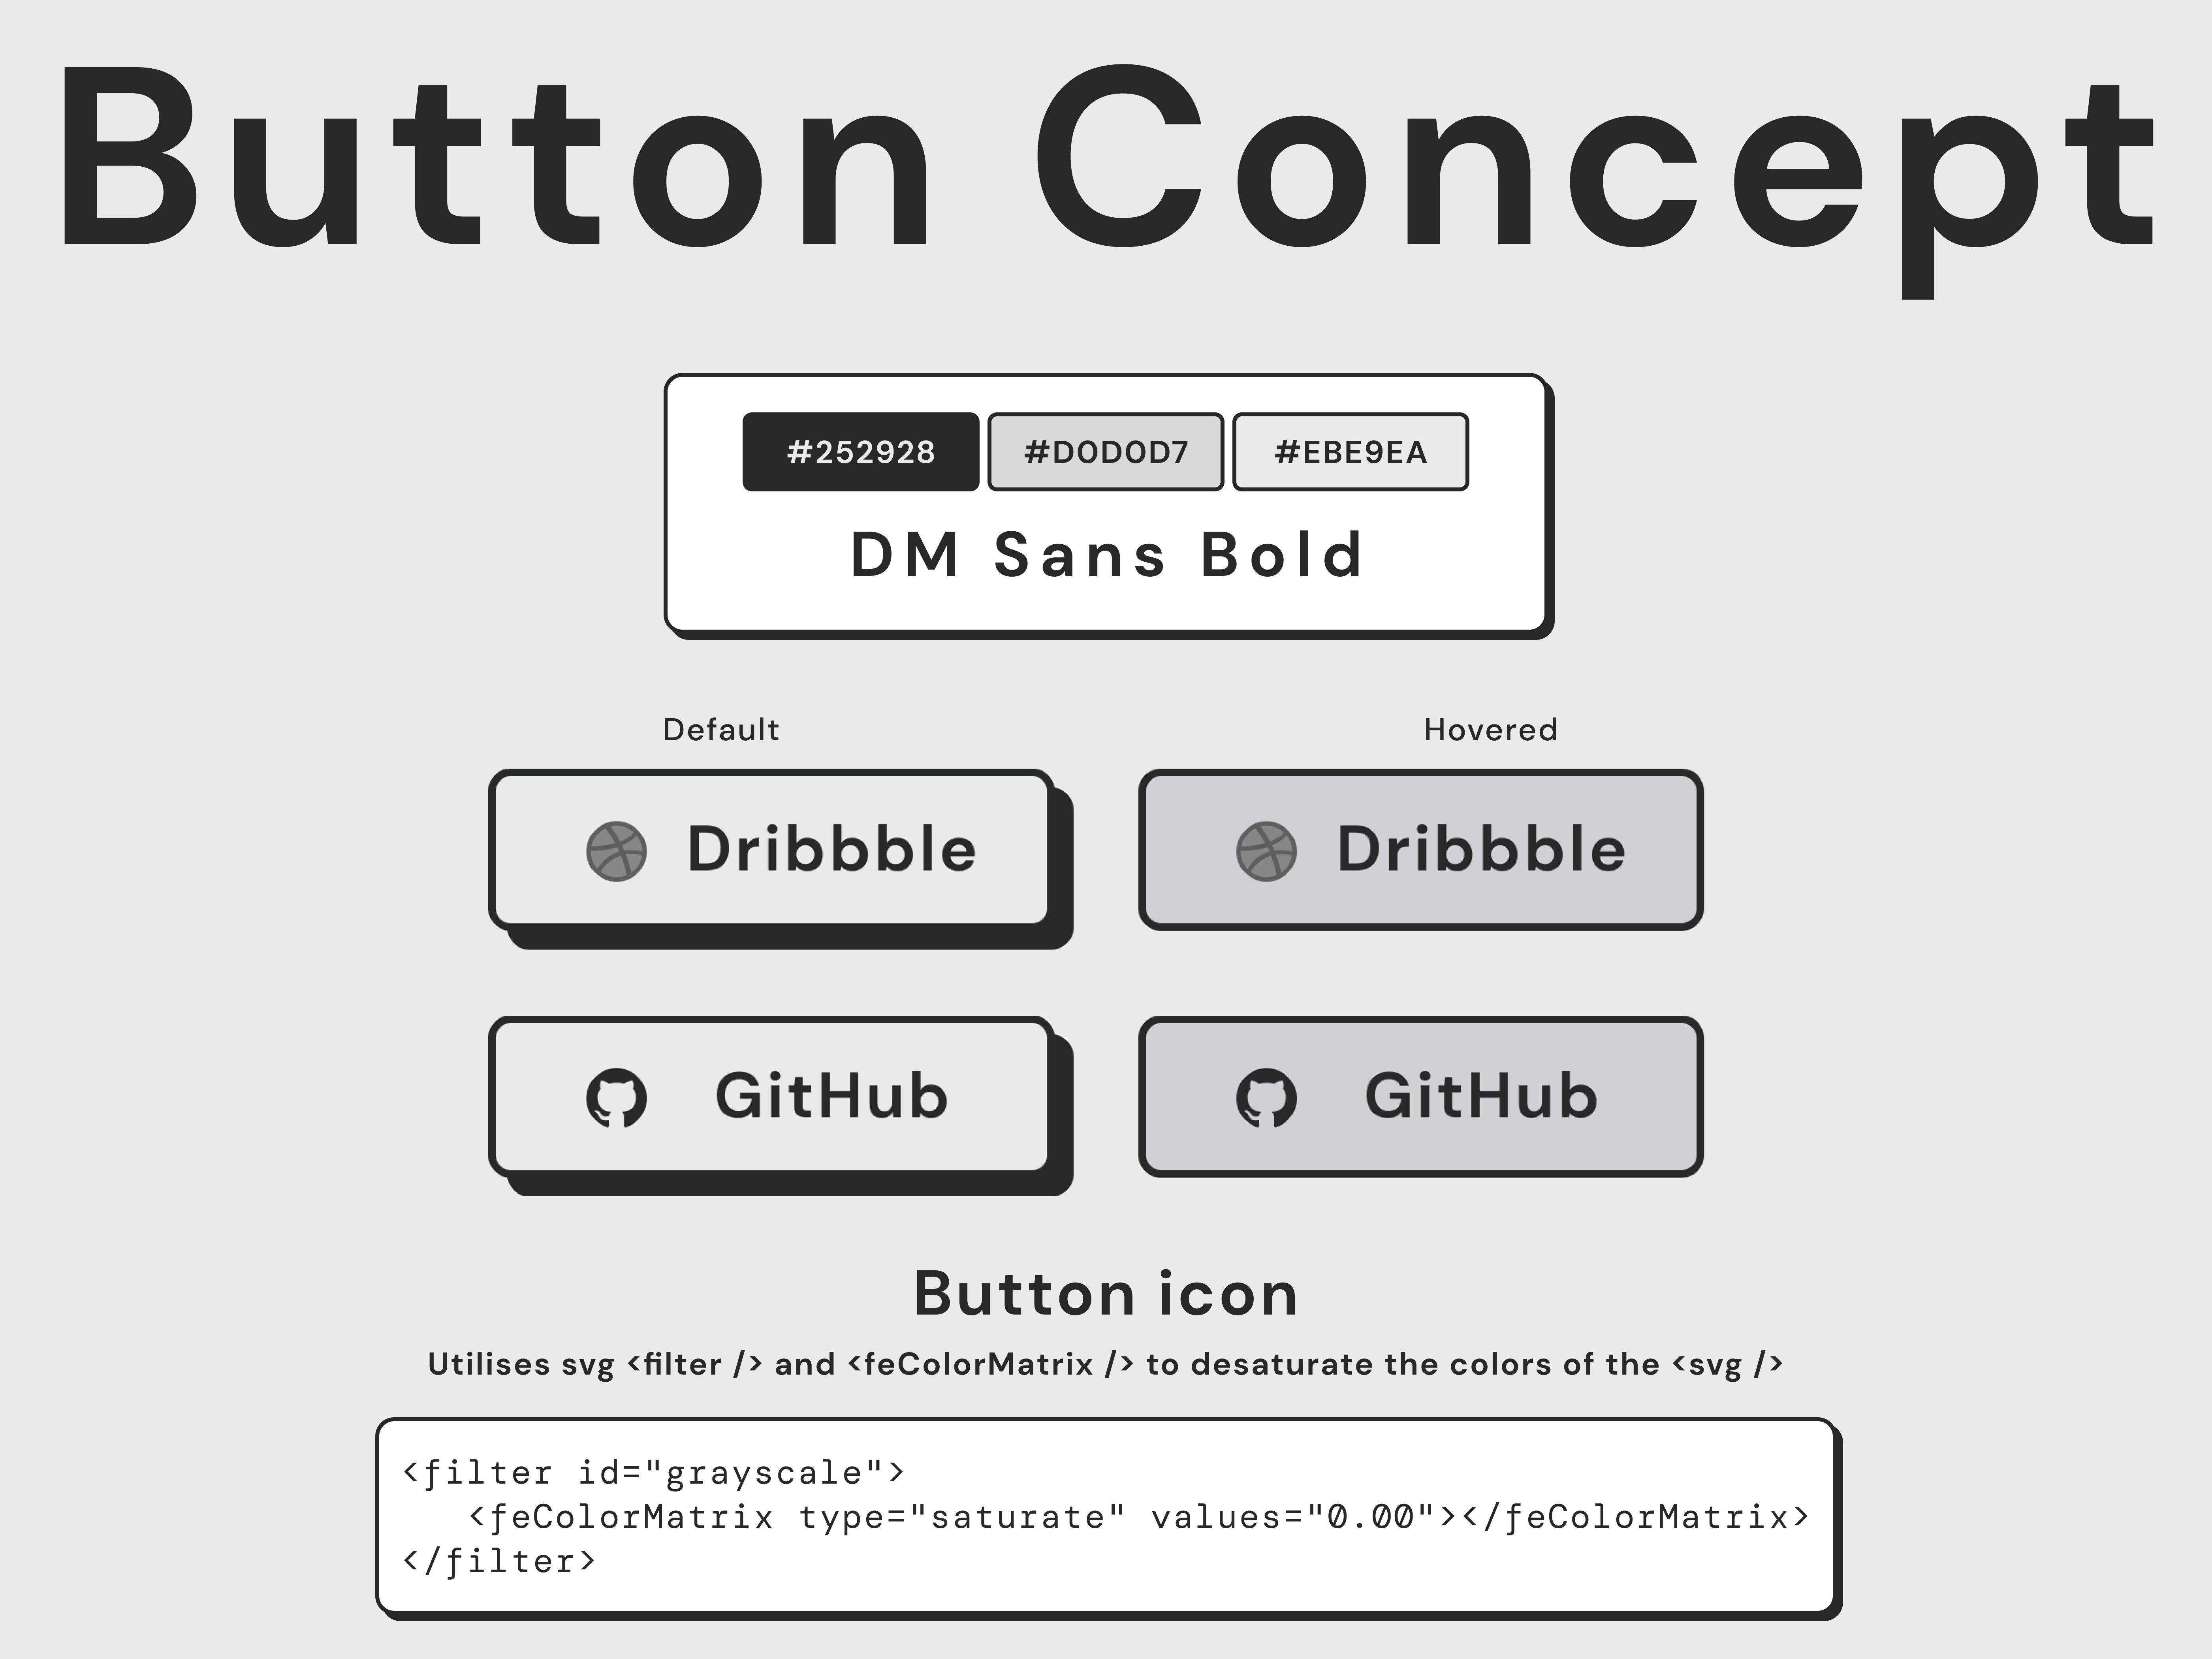 Button Concept
#252928 #D0D0D7 #EBE9EA
DM Sans Bold
Default Hovered
Dribbble Dribbble
GitHub GitHub
Button icon
Utilises svg <filter /> and <feColorMatrix /> to desaturate the colors of the <svg />
<filter id="grayscale">
<feColorMatrix type="saturate" values="0.00"></feColorMatrix>
</filter>